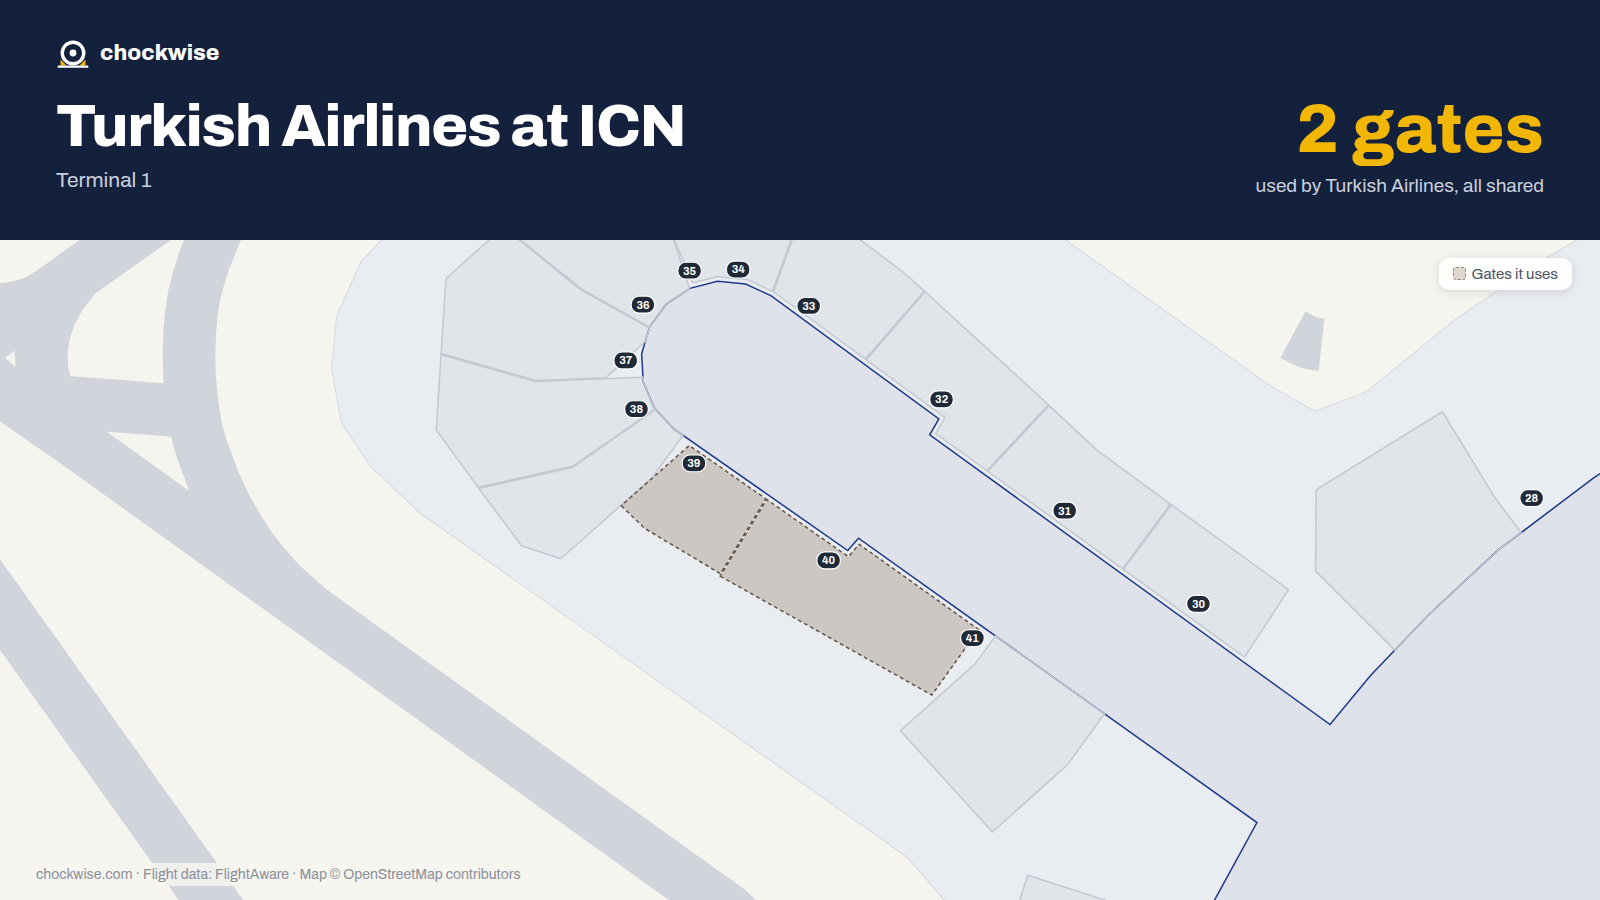 chockwise
Turkish Airlines at ICN
Terminal 1
2 gates
used by Turkish Airlines, all shared
Gates it uses
35
34
36
33
37
32
38
39
28
31
40
30
41
chockwise.com · Flight data: FlightAware · Map © OpenStreetMap contributors